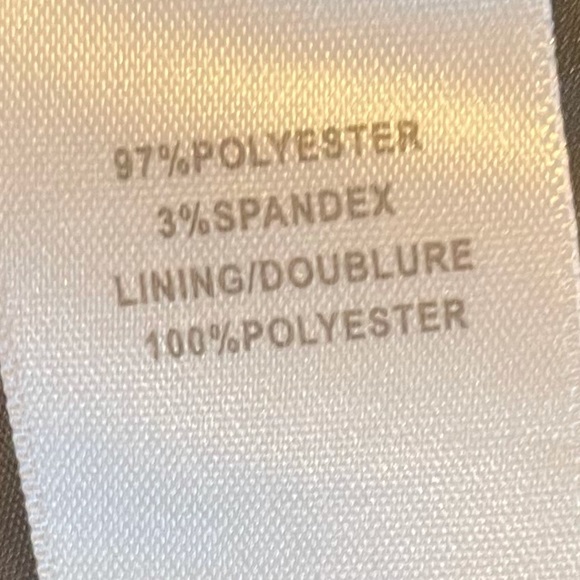 97%POLYESTER
3%SPANDEX
LINING/DOUBLURE
100%POLYESTER